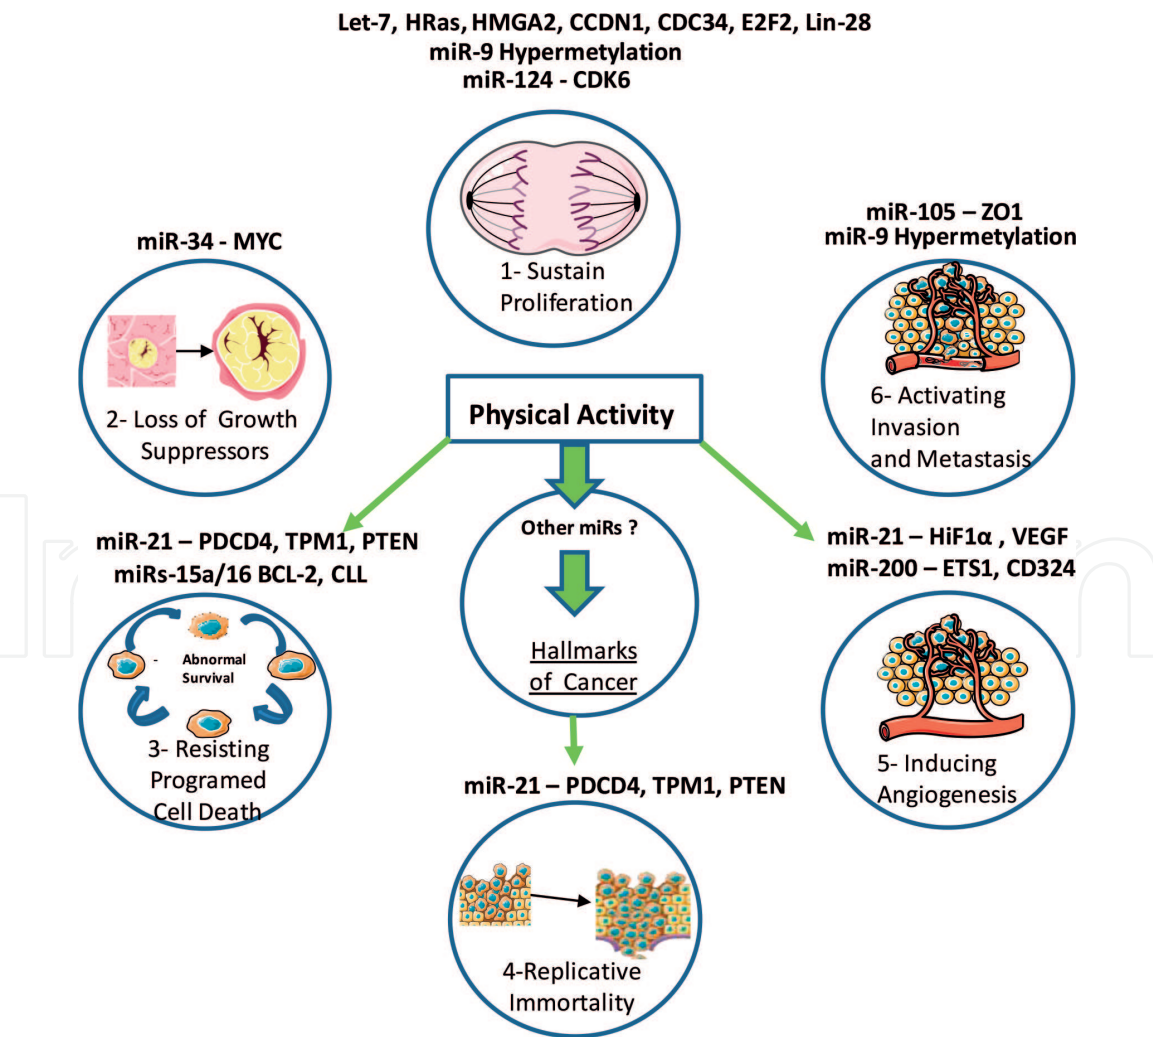 Let-7, HRas, HMGA2, CCDN1, CDC34, E2F2, Lin-28
miR-9 Hypermetylation
miR-124 - CDK6
1- Sustain
Proliferation
miR-34 - MYC
2- Loss of Growth
Suppressors
miR-105 – ZO1
miR-9 Hypermetylation
6- Activating
Invasion
and Metastasis
Physical Activity
Other miRs ?
Hallmarks
of Cancer
miR-21 – PDCD4, TPM1, PTEN
miRs-15a/16 BCL-2, CLL
- Abnormal
Survival
3- Resisting
Programed
Cell Death
miR-21 – HiF1α , VEGF
miR-200 – ETS1, CD324
5- Inducing
Angiogenesis
miR-21 – PDCD4, TPM1, PTEN
4-Replicative
Immortality